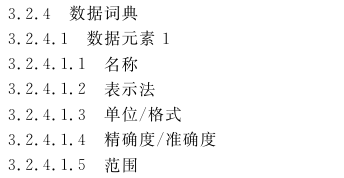 3.2.4 数据词典
3.2.4.1 数据元素1
3.2.4.1.1 名称
3.2.4.1.2 表示法
3.2.4.1.3 单位/格式
3.2.4.1.4 精确度/准确度
3.2.4.1.5 范围